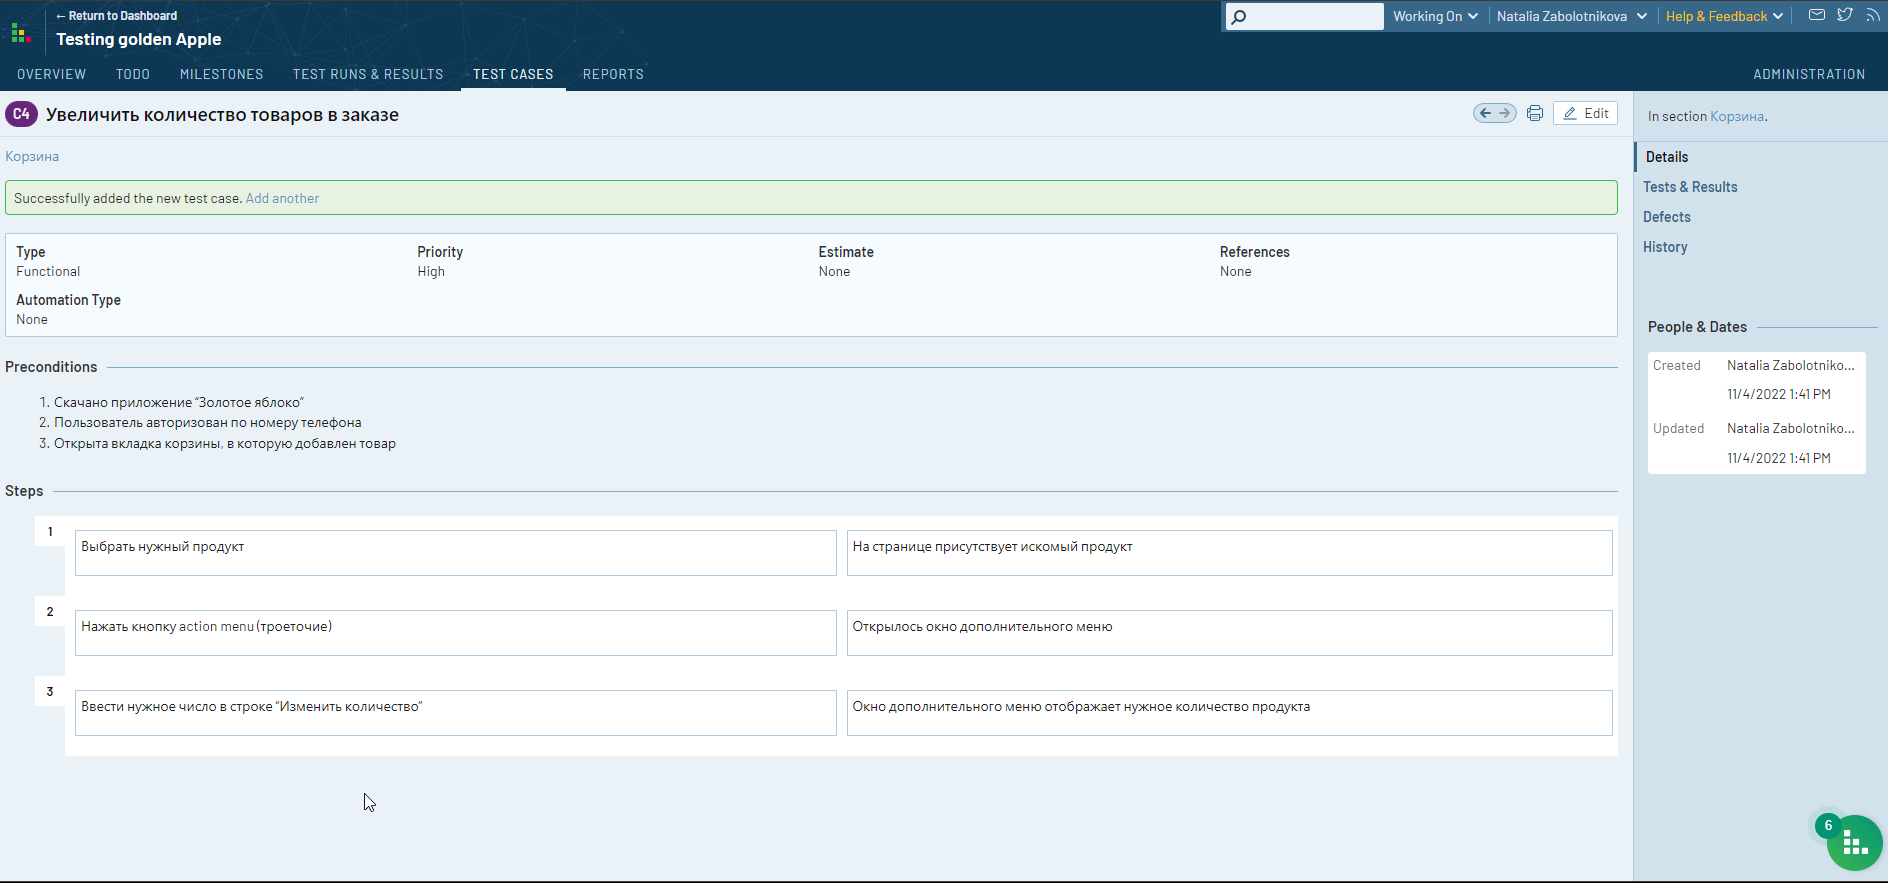 ← Return to Dashboard
Testing golden Apple
Working On
Natalia Zabolotnikova
Help & Feedback
OVERVIEW
TODO
MILESTONES
TEST RUNS & RESULTS
TEST CASES
REPORTS
ADMINISTRATION
C4 Увеличить количество товаров в заказе
Edit
Корзина
Successfully added the new test case. Add another
Type
Functional
Priority
High
Estimate
None
References
None
Automation Type
None
Preconditions
1. Скачано приложение “Золотое яблоко”
2. Пользователь авторизован по номеру телефона
3. Открыта вкладка корзины, в которую добавлен товар
Steps
1
Выбрать нужный продукт
На странице присутствует искомый продукт
2
Нажать кнопку action menu (троеточие)
Открылось окно дополнительного меню
3
Ввести нужное число в строке “Изменить количество”
Окно дополнительного меню отображает нужное количество продукта
In section Корзина.
Details
Tests & Results
Defects
History
People & Dates
Created
Natalia Zabolotniko...
11/4/2022 1:41 PM
Updated
Natalia Zabolotniko...
11/4/2022 1:41 PM
6